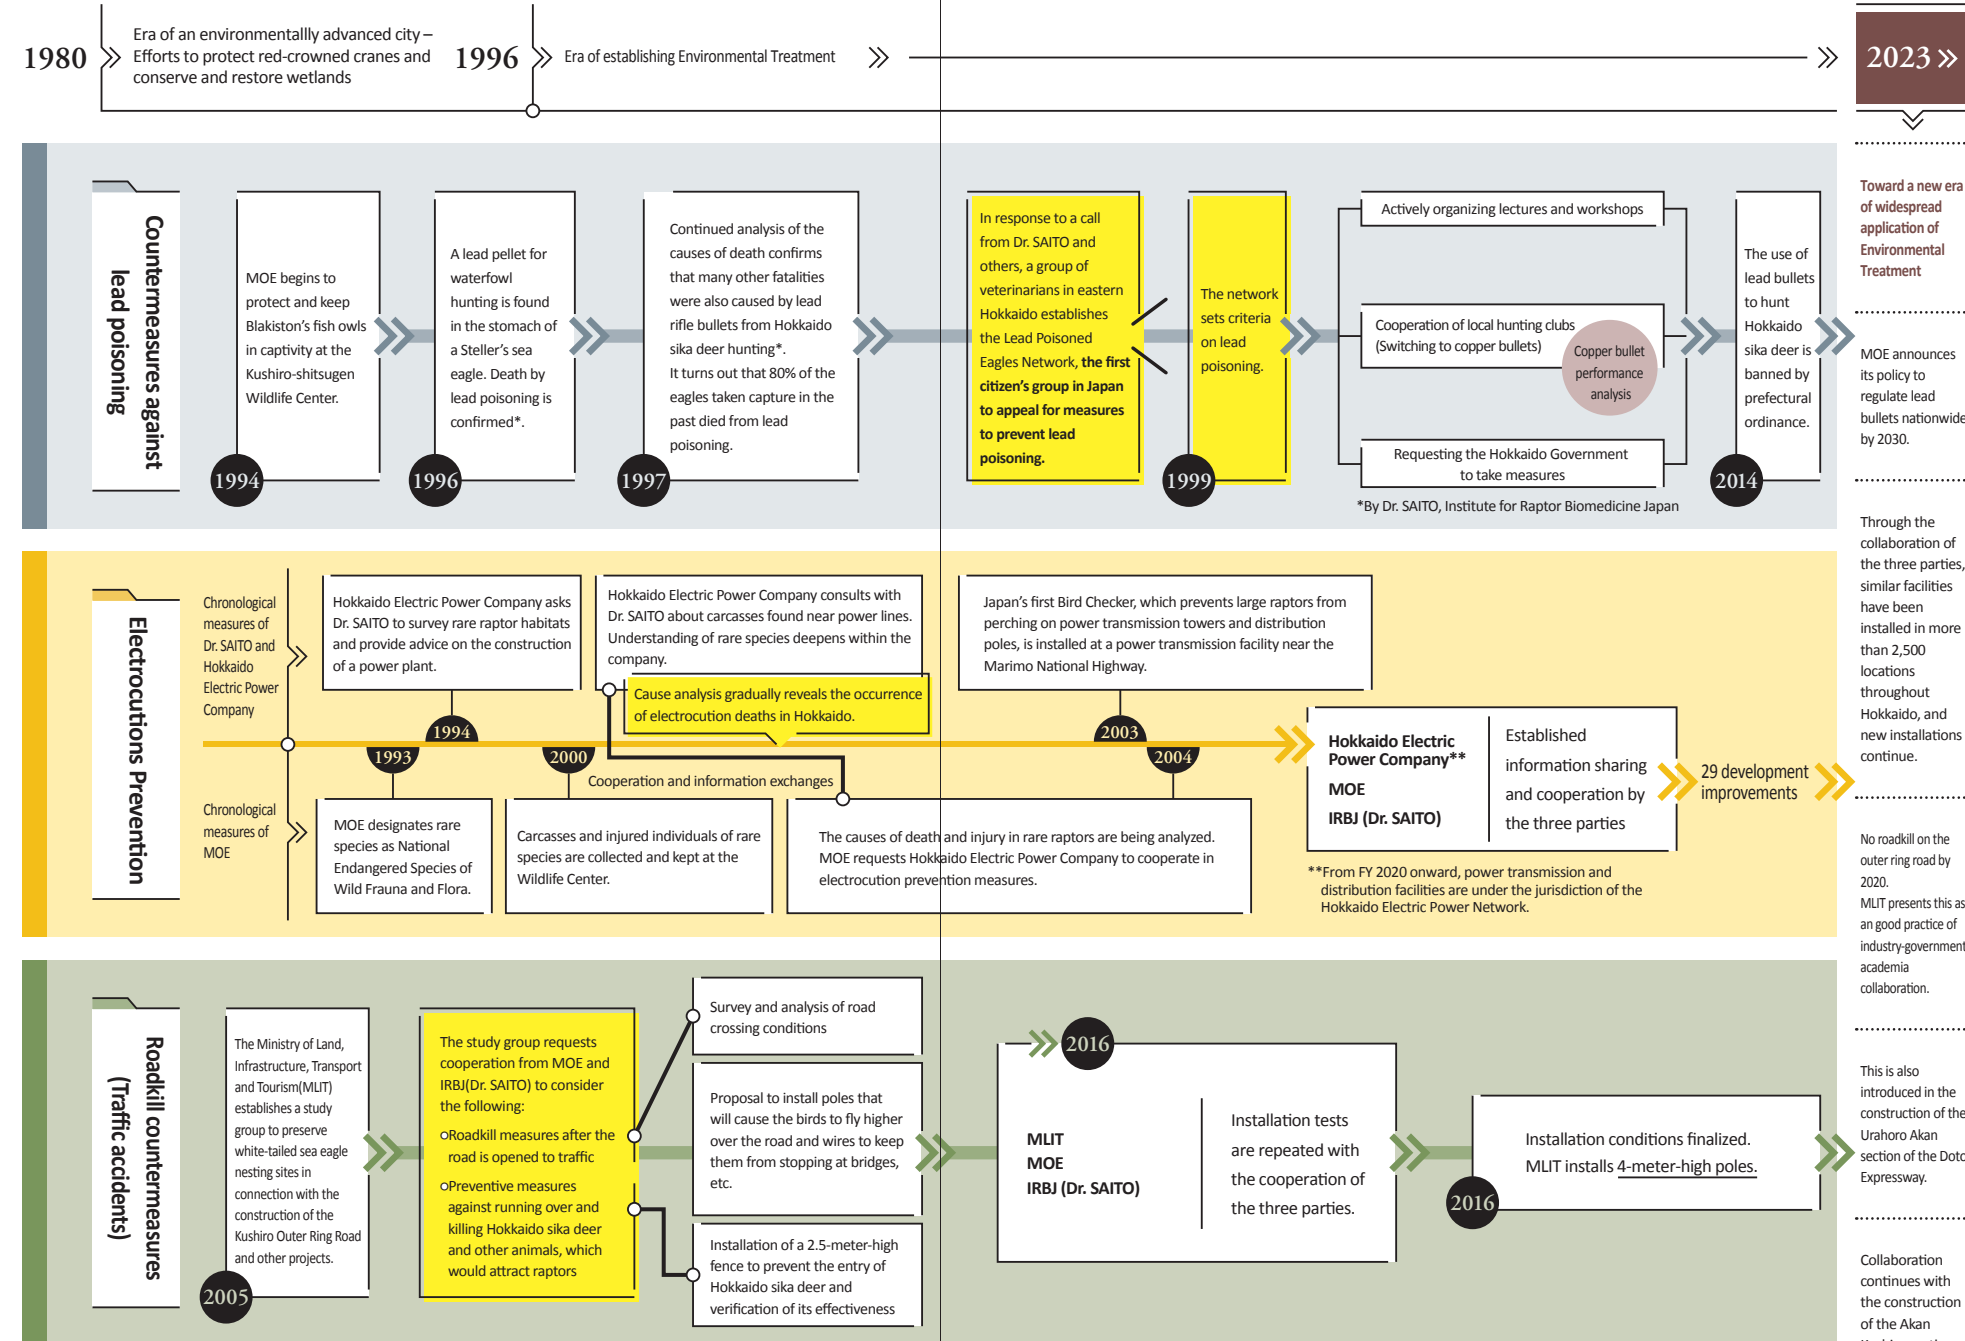 1980
Era of an environmentallly advanced city –
Efforts to protect red-crowned cranes and
conserve and restore wetlands
1996
Era of establishing Environmental Treatment
2023
Countermeasures against
lead poisoning
MOE begins to
protect and keep
Blakiston's fish owls
in captivity at the
Kushiro-shitsugen
Wildlife Center.
1994
A lead pellet for
waterfowl
hunting is found
in the stomach of
a Steller's sea
eagle. Death by
lead poisoning is
confirmed*.
1996
Continued analysis of the
causes of death confirms
that many other fatalities
were also caused by lead
rifle bullets from Hokkaido
sika deer hunting*.
It turns out that 80% of the
eagles taken capture in the
past died from lead
poisoning.
1997
In response to a call
from Dr. SAITO and
others, a group of
veterinarians in eastern
Hokkaido establishes
the Lead Poisoned
Eagles Network, the first
citizen's group in Japan
to appeal for measures
to prevent lead
poisoning.
The network
sets criteria
on lead
poisoning.
1999
Actively organizing lectures and workshops
Cooperation of local hunting clubs
(Switching to copper bullets)
Copper bullet
performance
analysis
Requesting the Hokkaido Government
to take measures
*By Dr. SAITO, Institute for Raptor Biomedicine Japan
The use of
lead bullets
to hunt
Hokkaido
sika deer is
banned by
prefectural
ordinance.
2014
Electrocutions Prevention
Chronological
measures of
Dr. SAITO and
Hokkaido
Electric Power
Company
Hokkaido Electric Power Company asks
Dr. SAITO to survey rare raptor habitats
and provide advice on the construction
of a power plant.
1994
Hokkaido Electric Power Company consults with
Dr. SAITO about carcasses found near power lines.
Understanding of rare species deepens within the
company.
Cause analysis gradually reveals the occurrence
of electrocution deaths in Hokkaido.
Japan's first Bird Checker, which prevents large raptors from
perching on power transmission towers and distribution
poles, is installed at a power transmission facility near the
Marimo National Highway.
2003
1993
2000
Cooperation and information exchanges
2004
Chronological
measures of
MOE
MOE designates rare
species as National
Endangered Species of
Wild Frauna and Flora.
Carcasses and injured individuals of rare
species are collected and kept at the
Wildlife Center.
The causes of death and injury in rare raptors are being analyzed.
MOE requests Hokkaido Electric Power Company to cooperate in
electrocution prevention measures.
Hokkaido Electric
Power Company**
MOE
IRBJ (Dr. SAITO)
Established
information sharing
and cooperation by
the three parties
29 development
improvements
**From FY 2020 onward, power transmission and
distribution facilities are under the jurisdiction of the
Hokkaido Electric Power Network.
Roadkill countermeasures
(Traffic accidents)
The Ministry of Land,
Infrastructure, Transport
and Tourism(MLIT)
establishes a study
group to preserve
white-tailed sea eagle
nesting sites in
connection with the
construction of the
Kushiro Outer Ring Road
and other projects.
2005
The study group requests
cooperation from MOE and
IRBJ(Dr. SAITO) to consider
the following:
○Roadkill measures after the
road is opened to traffic
○Preventive measures
against running over and
killing Hokkaido sika deer
and other animals, which
would attract raptors
Survey and analysis of road
crossing conditions
Proposal to install poles that
will cause the birds to fly higher
over the road and wires to keep
them from stopping at bridges,
etc.
Installation of a 2.5-meter-high
fence to prevent the entry of
Hokkaido sika deer and
verification of its effectiveness
2016
MLIT
MOE
IRBJ (Dr. SAITO)
Installation tests
are repeated with
the cooperation of
the three parties.
Installation conditions finalized.
MLIT installs 4-meter-high poles.
2016
Toward a new era
of widespread
application of
Environmental
Treatment
MOE announces
its policy to
regulate lead
bullets nationwide
by 2030.
Through the
collaboration of
the three parties,
similar facilities
have been
installed in more
than 2,500
locations
throughout
Hokkaido, and
new installations
continue.
No roadkill on the
outer ring road by
2020.
MLIT presents this as
an good practice of
industry-government
academia
collaboration.
This is also
introduced in the
construction of the
Urahoro Akan
section of the Doto
Expressway.
Collaboration
continues with
the construction
of the Akan